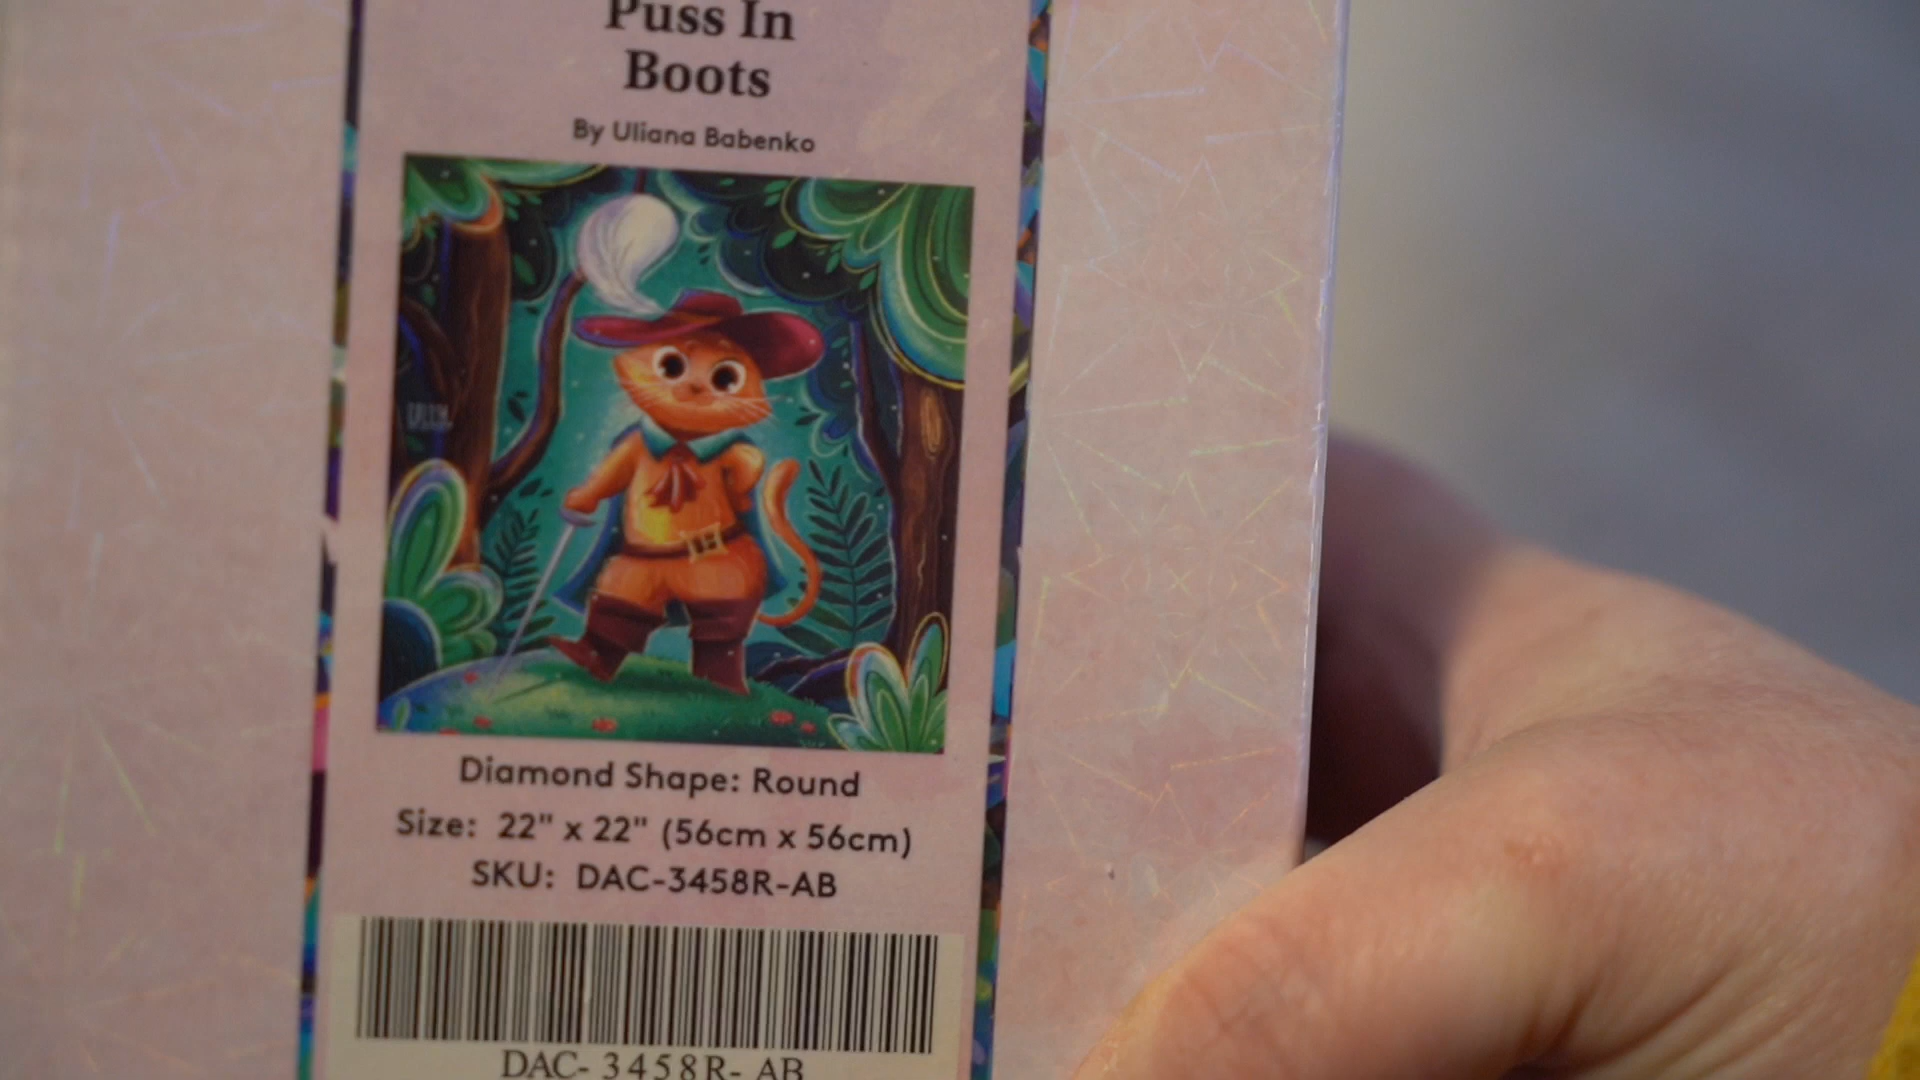 Puss In
Boots
By Uliana Babenko
Diamond Shape: Round
Size: 22" x 22" (56cm x 56cm)
SKU: DAC-3458R-AB
DAC- 3458R- AB